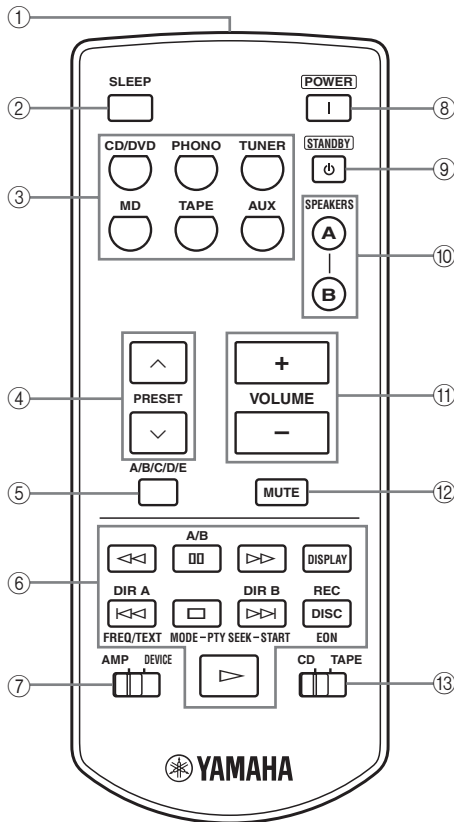 ①
SLEEP
POWER
②
⑧
CD/DVD PHONO TUNER
STANDBY
⑨
③
MD TAPE AUX
SPEAKERS
A
⑩
B
+
④
PRESET
VOLUME
⑪
−
A/B/C/D/E
⑤
MUTE
⑫
A/B
⑥
DISPLAY
DIR A DIR B REC
DISC
FREQ/TEXT MODE–PTY SEEK–START EON
AMP DEVICE
CD TAPE
⑦
⑬
YAMAHA